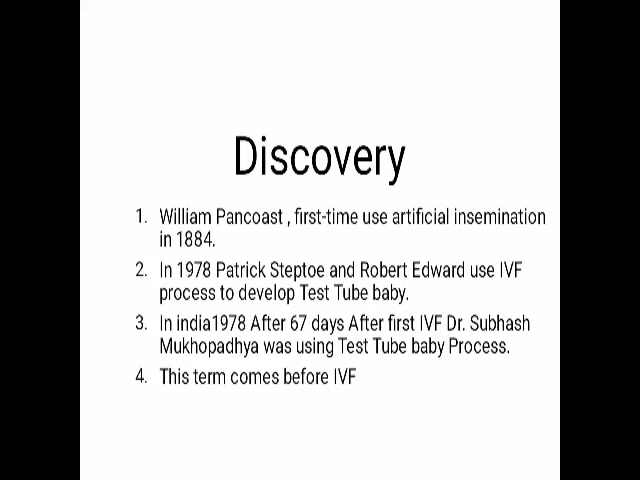 Discovery
1. William Pancoast , first-time use artificial insemination
in 1884.
2. In 1978 Patrick Steptoe and Robert Edward use IVF
process to develop Test Tube baby.
3. In india1978 After 67 days After first IVF Dr. Subhash
Mukhopadhya was using Test Tube baby Process.
4. This term comes before IVF